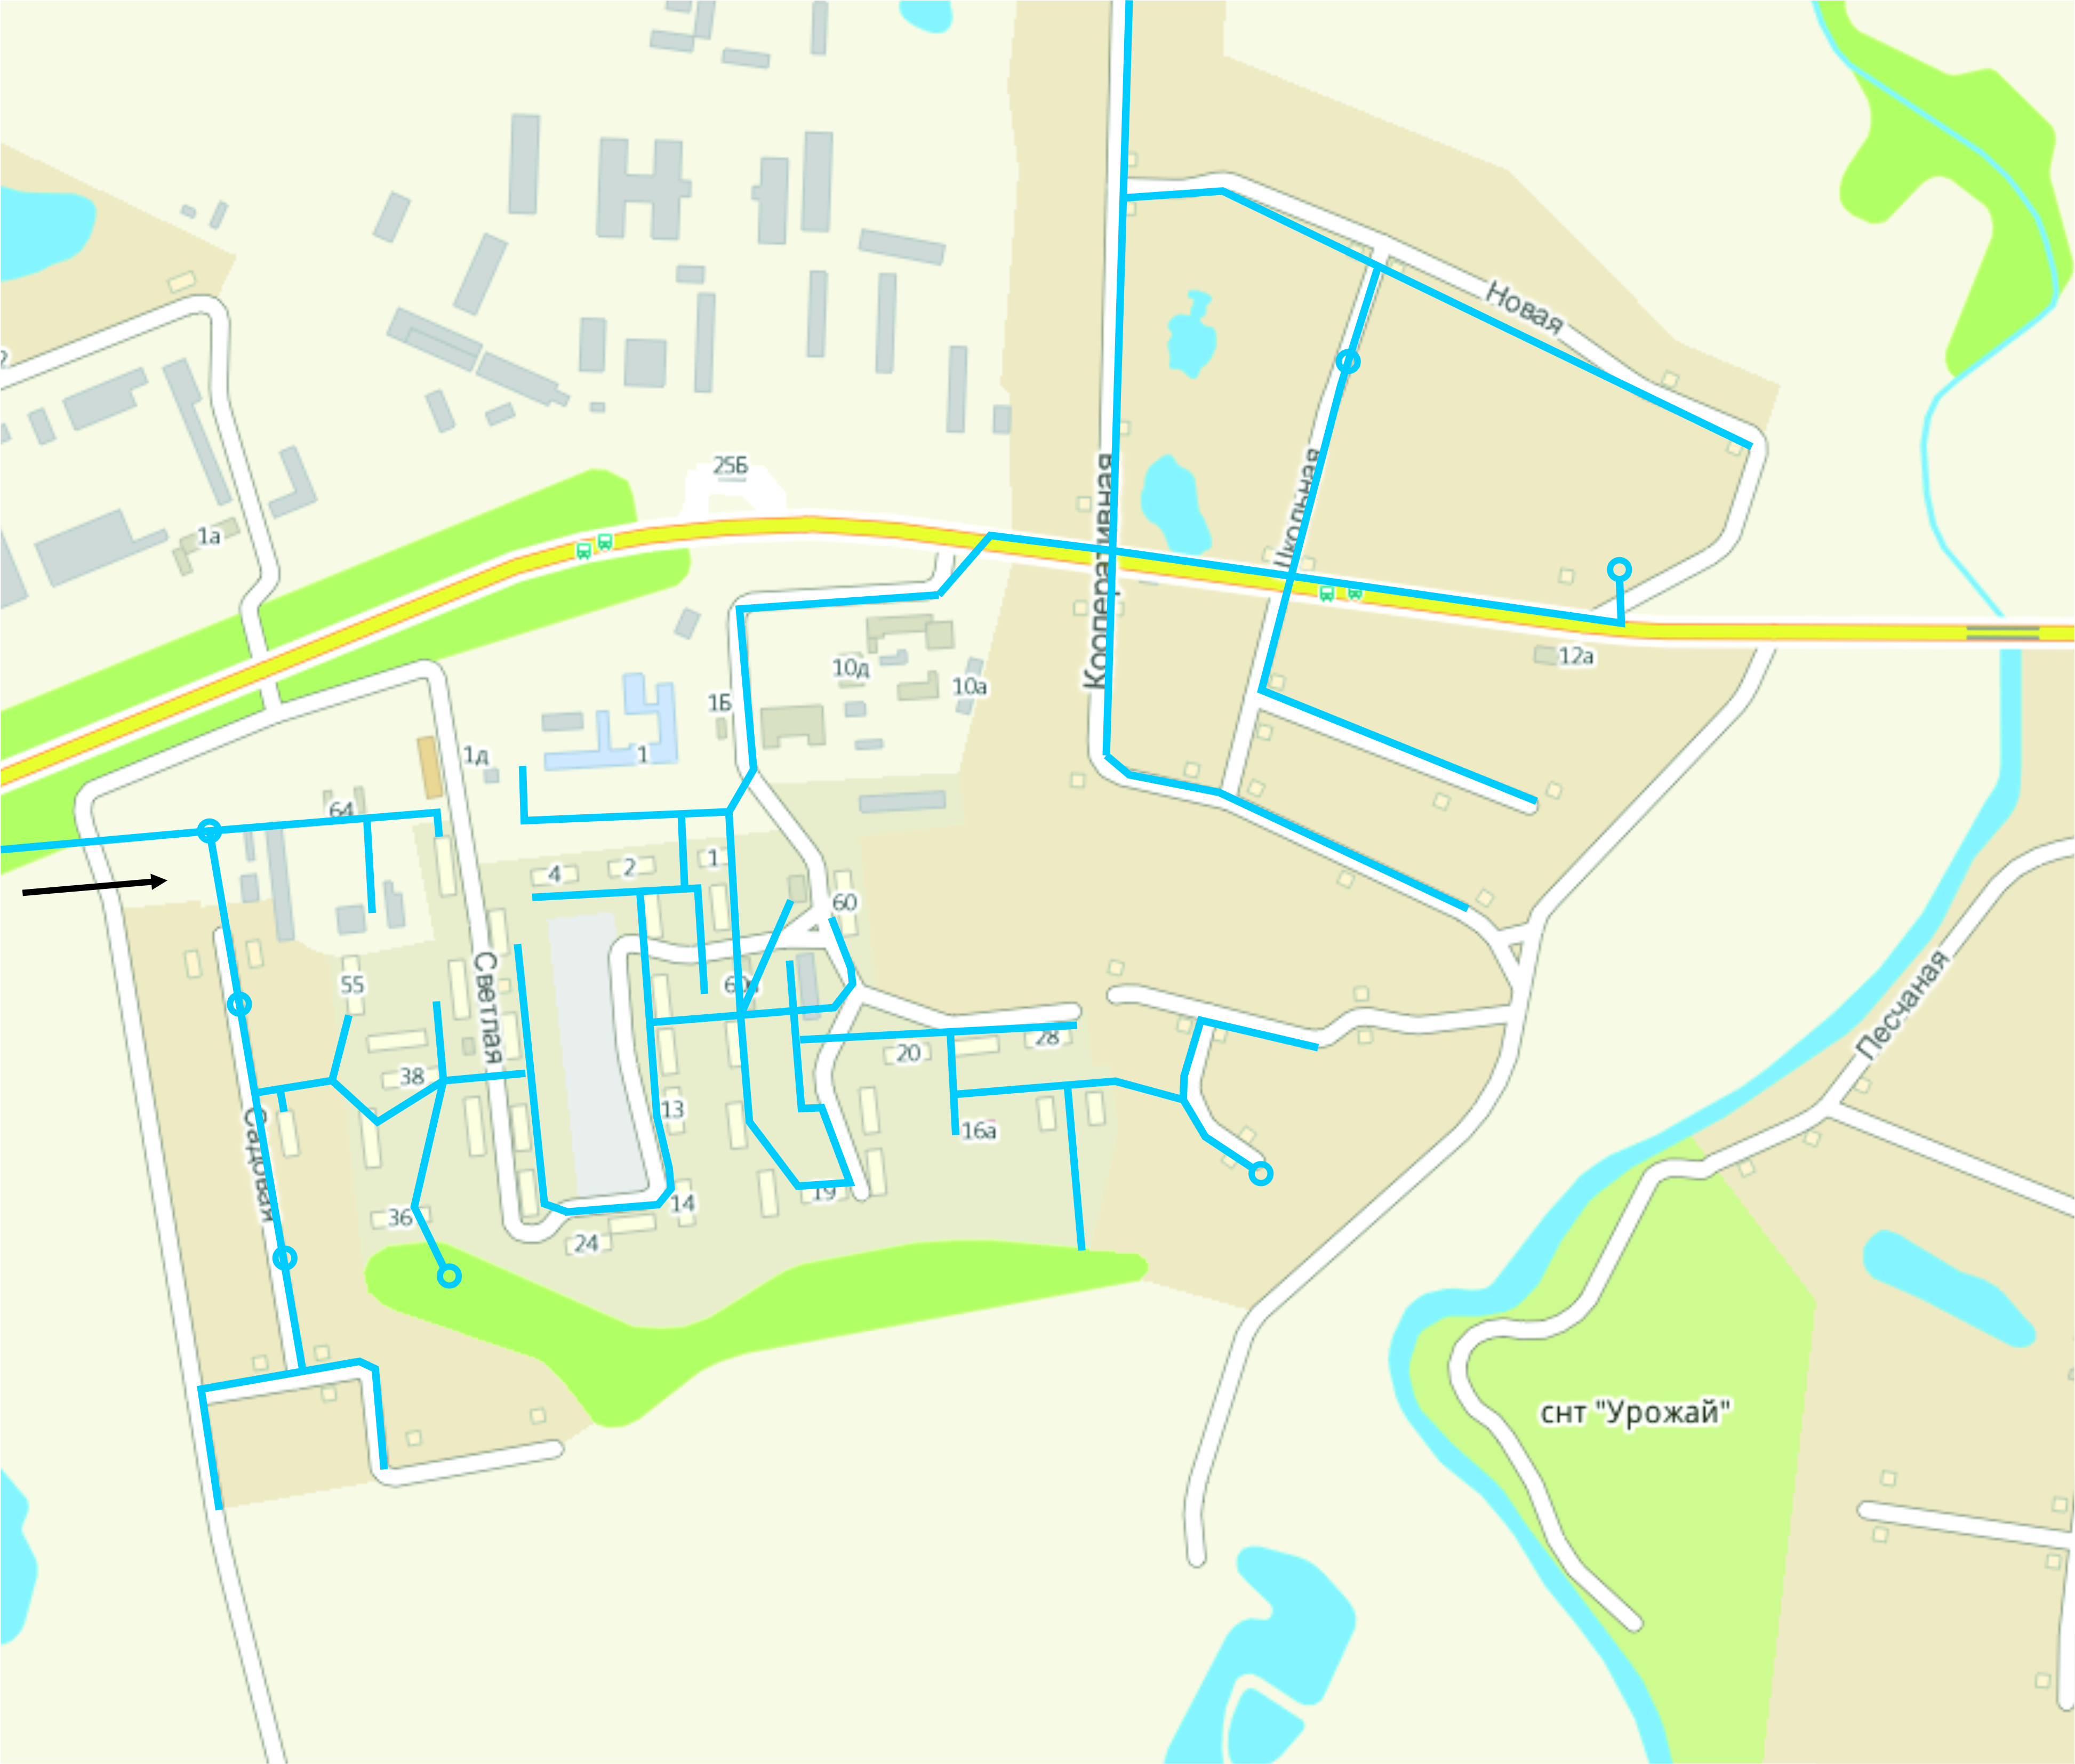 Новая
Кооперативная
Школьная
25Б
1а
12а
10д
10а
1Б
1д
1
64
4
2
1
60
55
Светлая
Песчаная
20
28
38
13
16а
Садовая
19
14
36
24
снт "Урожай"